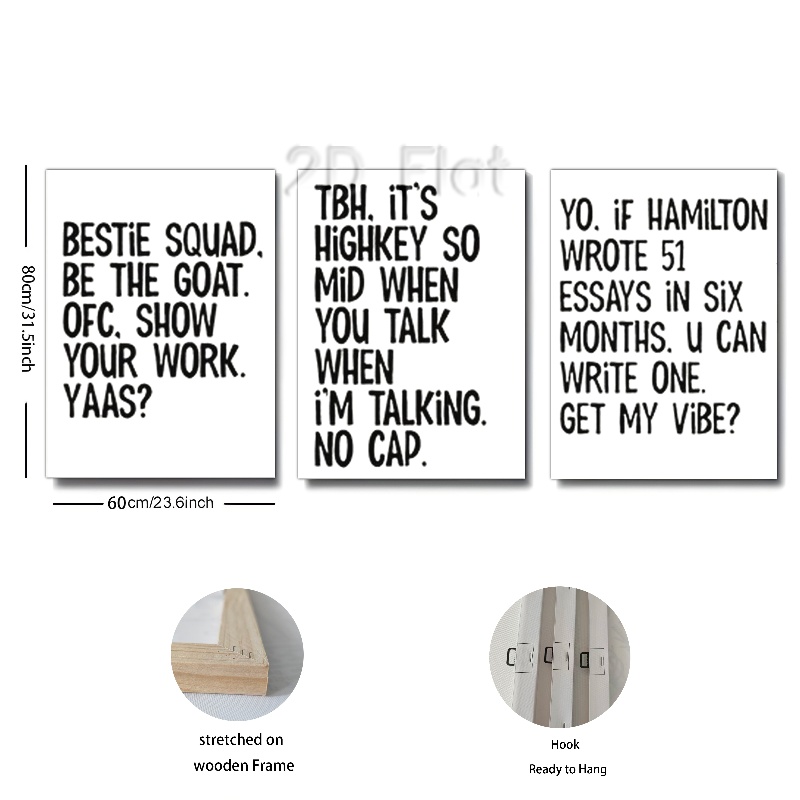 2D Flat
BESTiE SQUAD.
BE THE GOAT.
OFC. SHOW
YOUR WORK.
YAAS?
TBH. iT'S
HiGHKEY SO
MiD WHEN
YOU TALK
WHEN
i'M TALKiNG.
NO CAP.
YO. iF HAMiLTON
WROTE 51
ESSAYS iN SiX
MONTHS. U CAN
WRiTE ONE.
GET MY ViBE?
80cm/31.5inch
60cm/23.6inch
stretched on
wooden Frame
Hook
Ready to Hang